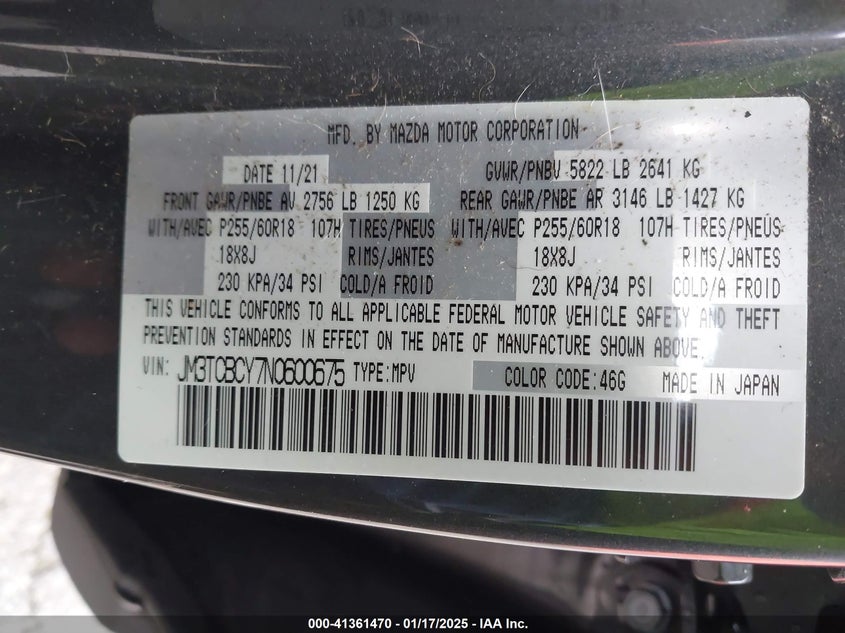 MFD. BY MAZDA MOTOR CORPORATION
DATE 11/21 GVWR/PNBV 5822 LB 2641 KG
FRONT GAWR/PNBE AV 2756 LB 1250 KG REAR GAWR/PNBE AR 3146 LB 1427 KG
WITH/AVEC P255/60R18 107H TIRES/PNEUS WITH/AVEC P255/60R18 107H TIRES/PNEUS
18X8J RIMS/JANTES 18X8J RIMS/JANTES
230 KPA/34 PSI COLD/A FROID 230 KPA/34 PSI COLD/A FROID
THIS VEHICLE CONFORMS TO ALL APPLICABLE FEDERAL MOTOR VEHICLE SAFETY AND THEFT
PREVENTION STANDARDS IN EFFECT ON THE DATE OF MANUFACTURE SHOWN ABOVE.
VIN: JM3TCBCY7N0600675 TYPE:MPV COLOR CODE:46G MADE IN JAPAN
000-41361470 - 01/17/2025 - IAA Inc.